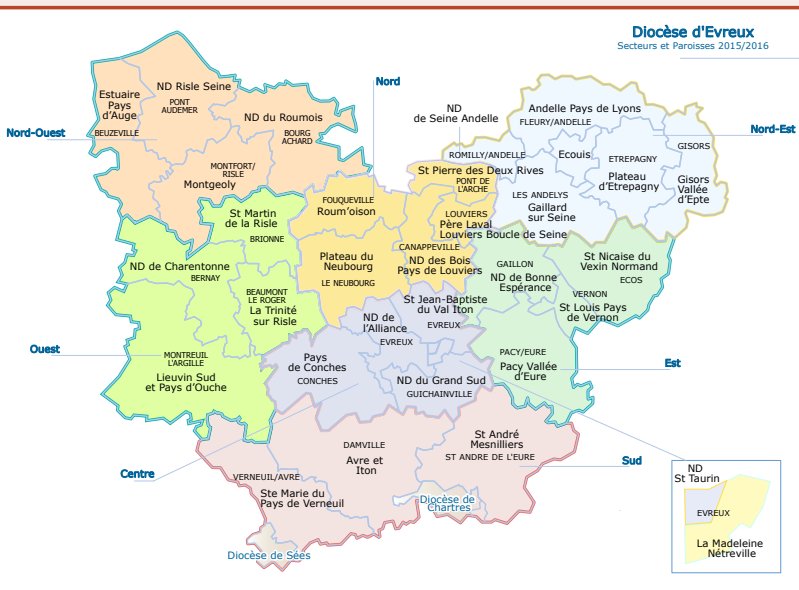 Diocèse d'Evreux
Secteurs et Paroisses 2015/2016
Nord
Nord-Ouest
Nord-Est
Ouest
Est
Centre
Sud
ND Risle Seine
PONT
AUDEMER
Estuaire
Pays
d'Auge
BEUZEVILLE
ND du Roumois
BOURG
ACHARD
MONTFORT/
RISLE
Montgeoly
ND
de Seine Andelle
Andelle Pays de Lyons
FLEURY/ANDELLE
ROMILLY/ANDELLE
Ecouis
ETREPAGNY
Plateau
d'Etrepagny
GISORS
Gisors
Vallée
d'Epte
LES ANDELYS
Gaillard
sur Seine
St Pierre des Deux Rives
PONT DE
L'ARCHE
FOUQUEVILLE
Roum'oison
LOUVIERS
Père Laval
Louviers Boucle de Seine
CANAPPEVILLE
ND des Bois
Pays de Louviers
Plateau du
Neubourg
LE NEUBOURG
St Martin
de la Risle
BRIONNE
ND de Charentonne
BERNAY
BEAUMONT
LE ROGER
La Trinité
sur Risle
MONTREUIL
L'ARGILLE
Lieuvin Sud
et Pays d'Ouche
GAILLON
ND de Bonne
Espérance
St Nicaise du
Vexin Normand
ECOS
VERNON
St Louis Pays
de Vernon
PACY/EURE
Pacy Vallée
d'Eure
St Jean-Baptiste
du Val Iton
EVREUX
ND de
l'Alliance
EVREUX
Pays
de Conches
CONCHES
ND du Grand Sud
GUICHAINVILLE
DAMVILLE
Avre et
Iton
St André
Mesnilliers
ST ANDRE DE L'EURE
VERNEUIL/AVRE
Ste Marie du
Pays de Verneuil
Diocèse de
Chartres
Diocèse de Sées
ND
St Taurin
EVREUX
La Madeleine
Nétreville